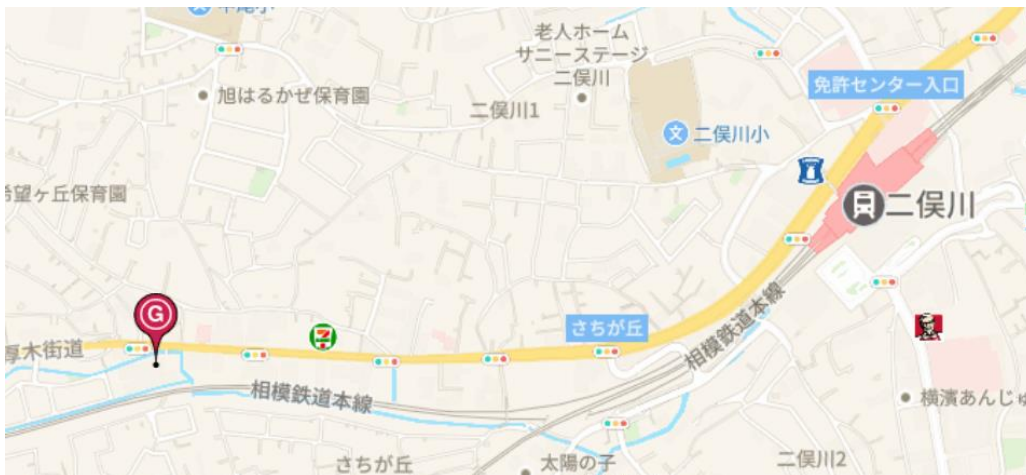 老人ホーム
サニーステージ
二俣川
旭はるかぜ保育園
二俣川1
文
二俣川小
免許センター入口
希望ヶ丘保育園
二俣川
G
7
さちが丘
厚木街道
相模鉄道本線
相模鉄道本線
さちが丘
太陽の子
二俣川2
横濱あんじゅ